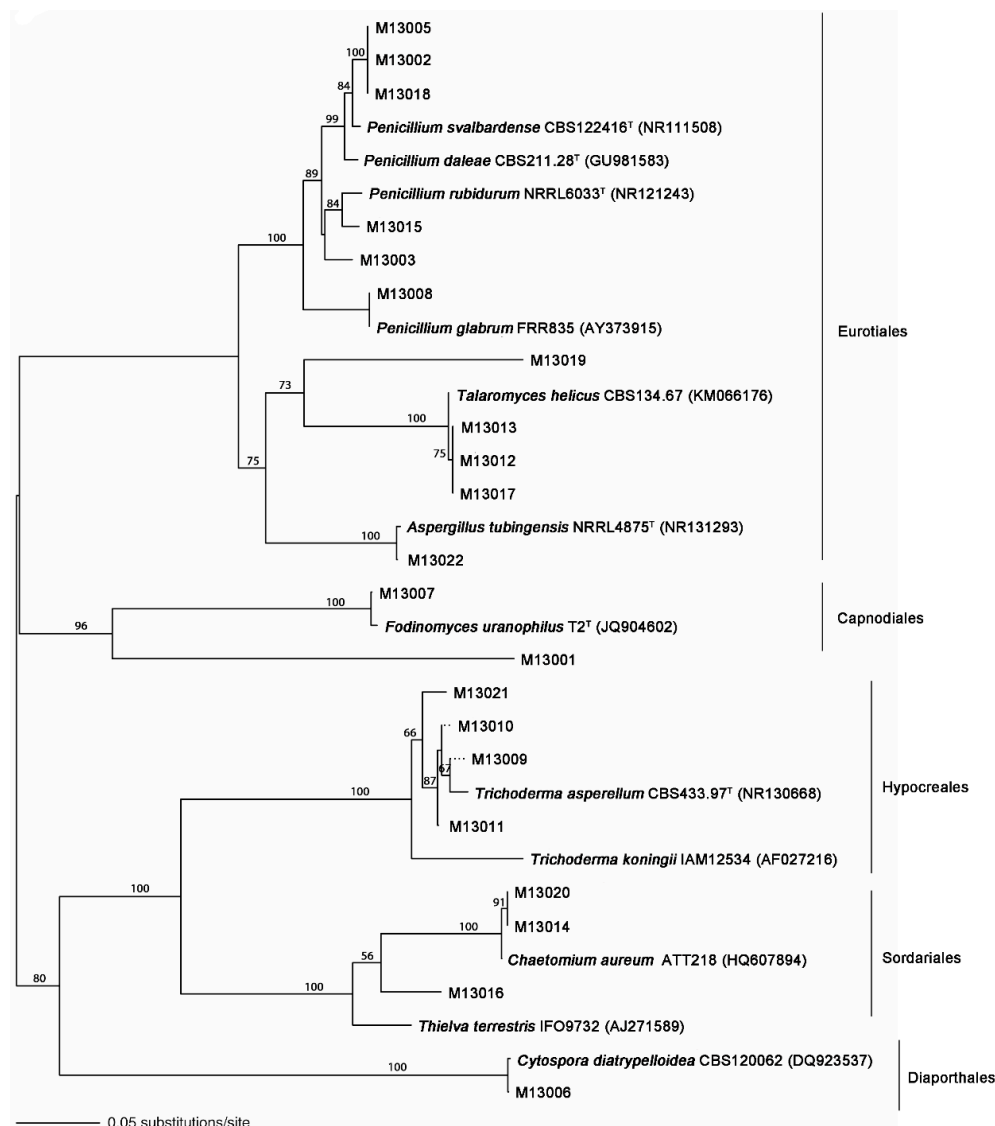 M13005
100
M13002
84
M13018
99
Penicillium svalbardense CBS122416ᵀ (NR111508)
Penicillium daleae CBS211.28ᵀ (GU981583)
89
Penicillium rubidurum NRRL6033ᵀ (NR121243)
84
M13015
100
M13003
M13008
Penicillium glabrum FRR835 (AY373915)
Eurotiales
M13019
73
Talaromyces helicus CBS134.67 (KM066176)
100
M13013
75
M13012
75
M13017
Aspergillus tubingensis NRRL4875ᵀ (NR131293)
100
M13022
M13007
100
Capnodiales
Fodinomyces uranophilus T2ᵀ (JQ904602)
96
M13001
M13021
66
M13010
M13009
67
87
Hypocreales
Trichoderma asperellum CBS433.97ᵀ (NR130668)
100
M13011
Trichoderma koningii IAM12534 (AF027216)
100
M13020
91
M13014
100
Chaetomium aureum ATT218 (HQ607894)
Sordariales
56
80
100
M13016
Thielva terrestris IFO9732 (AJ271589)
Cytospora diatrypelloidea CBS120062 (DQ923537)
100
Diaporthales
M13006
0.05 substitutions/site